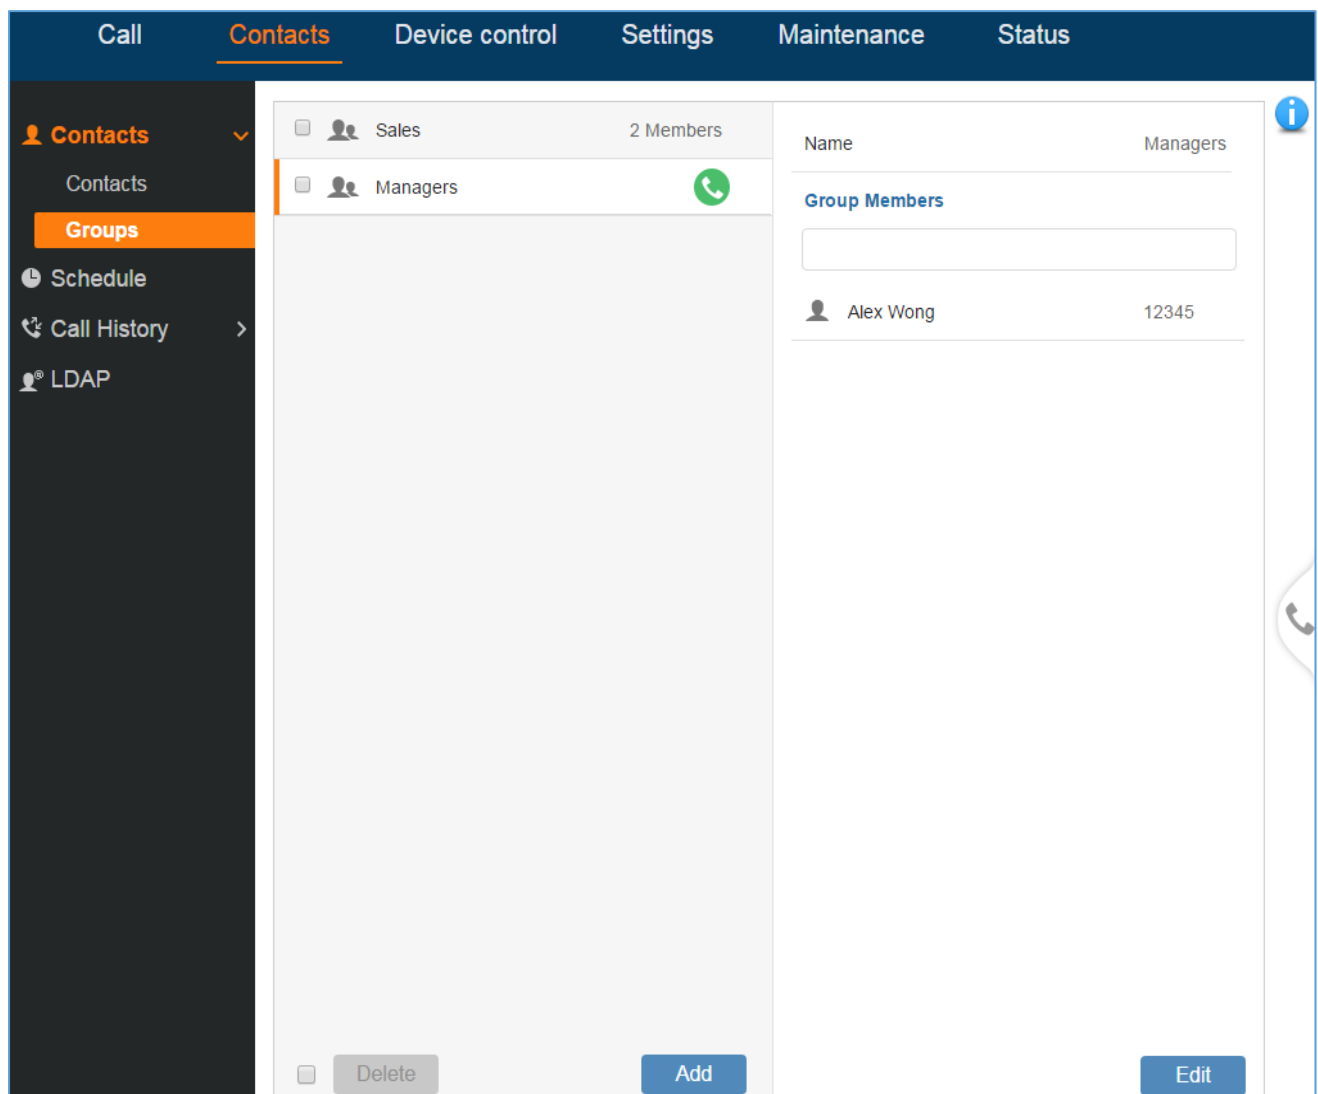 Call Contacts Device control Settings Maintenance Status
Contacts
Contacts
Groups
Schedule
Call History
LDAP
Sales 2 Members
Managers
Delete Add
Name Managers
Group Members
Alex Wong 12345
Edit